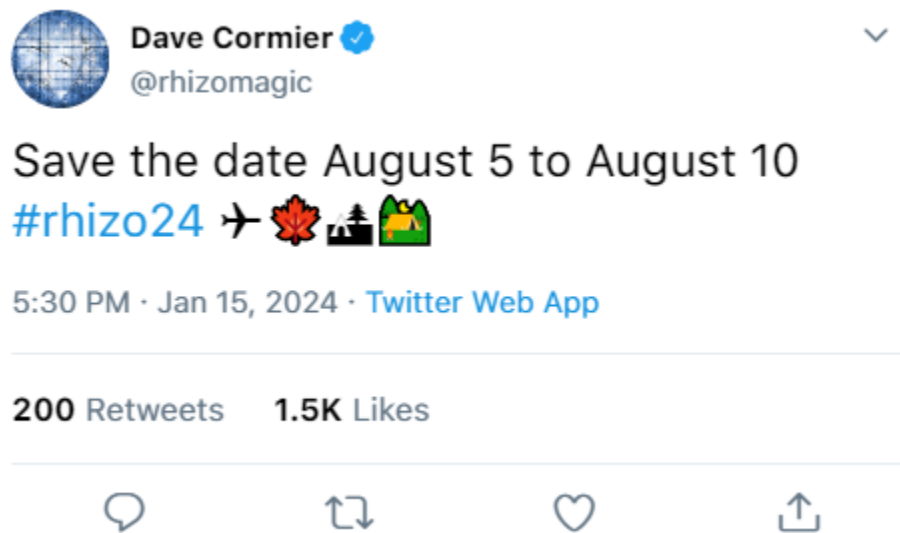 Dave Cormier
@rhizomagic
Save the date August 5 to August 10
#rhizo24 ✈🍁🏕🏕
5:30 PM · Jan 15, 2024 · Twitter Web App
200 Retweets 1.5K Likes